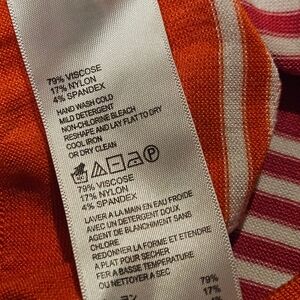 79% VISCOSE
17% NYLON
4% SPANDEX
HAND WASH COLD
MILD DETERGENT
NON-CHLORINE BLEACH
RESHAPE AND LAY FLAT TO DRY
COOL IRON
OR DRY CLEAN
P
79% VISCOSE
17% NYLON
4% SPANDEX
LAVER A LA MAIN EN EAU FROIDE
AVEC UN DETERGENT DOUX
AGENT DE BLANCHIMENT SANS
CHLORE
REDONNER LA FORME ET ETENDRE
A PLAT POUR SECHER
FER A BASSE TEMPERATURE
OU NETTOYER A SEC
79%
17%
4%